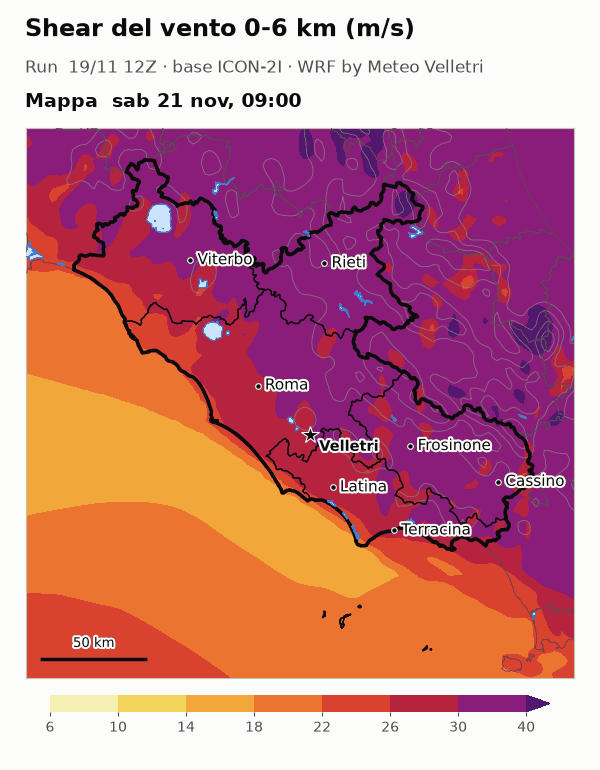 Shear del vento 0-6 km (m/s)
Run  19/11 12Z · base ICON-2I · WRF by Meteo Velletri
Mappa  sab 21 nov, 09:00
Viterbo
Rieti
Roma
Velletri
Frosinone
Cassino
Latina
Terracina
50 km
6 10 14 18 22 26 30 40